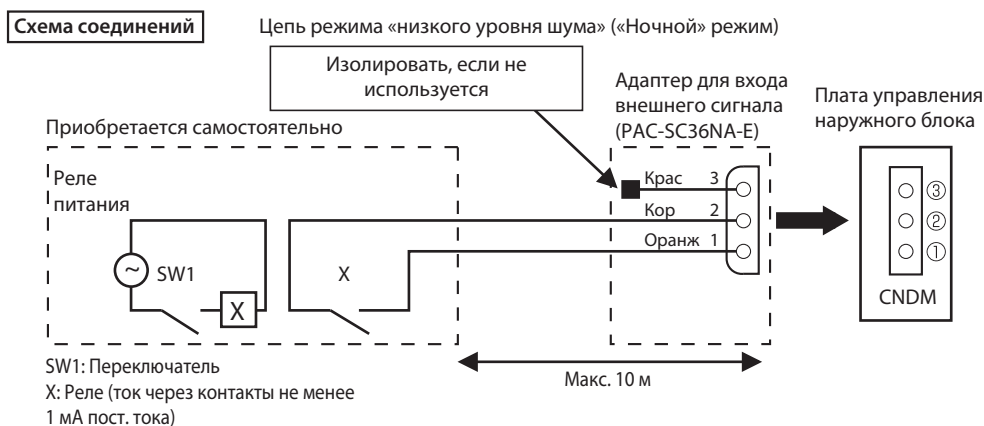 Схема соединений
Цепь режима «низкого уровня шума» («Ночной» режим)
Изолировать, если не
используется
Адаптер для входа
внешнего сигнала
(PAC-SC36NA-E)
Плата управления
наружного блока
Приобретается самостоятельно
Реле
питания
~
SW1
X
X
Крас 3
Кор 2
Оранж 1
③
②
①
CNDM
Макс. 10 м
SW1: Переключатель
X: Реле (ток через контакты не менее
1 мА пост. тока)